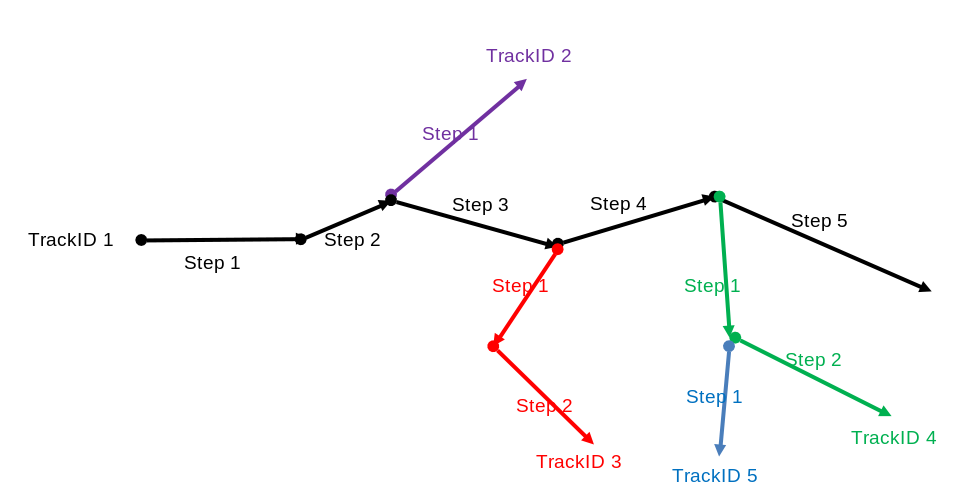 TrackID 2
Step 1
Step 3
Step 4
Step 5
TrackID 1
Step 2
Step 1
Step 1
Step 1
Step 2
Step 1
Step 2
TrackID 4
TrackID 3
TrackID 5